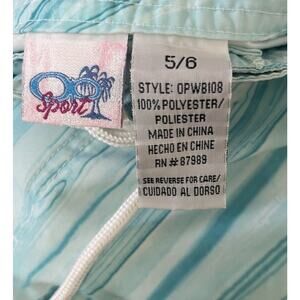 OP
Sport
5/6
STYLE: OPW8108
100% POLYESTER/
POLIESTER
MADE IN CHINA
HECHO EN CHINE
RN # 87989
SEE REVERSE FOR CARE/
CUIDADO AL DORSO